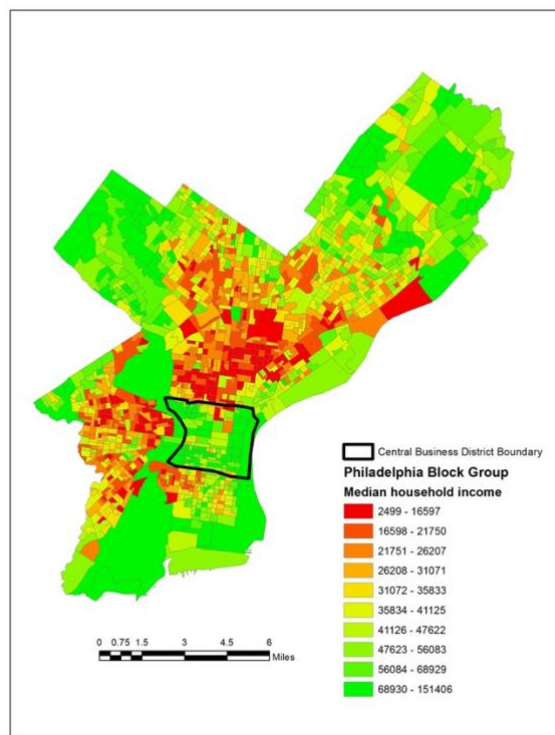 Central Business District Boundary
Philadelphia Block Group
Median household income
2499 - 16597
16598 - 21750
21751 - 26207
26208 - 31071
31072 - 35833
35834 - 41125
41126 - 47622
47623 - 56083
56084 - 68929
68930 - 151406
0 0.75 1.5 3 4.5 6
Miles